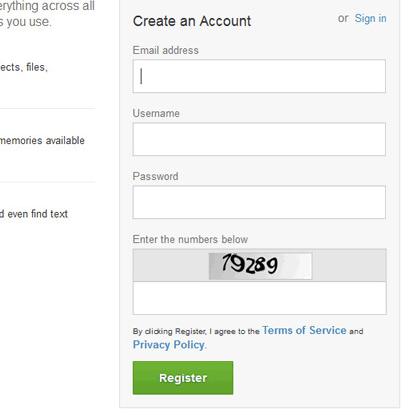 erything across all
s you use.
ects, files,
memories available
d even find text
Create an Account
or Sign in
Email address
Username
Password
Enter the numbers below
19289
By clicking Register, I agree to the Terms of Service and
Privacy Policy.
Register